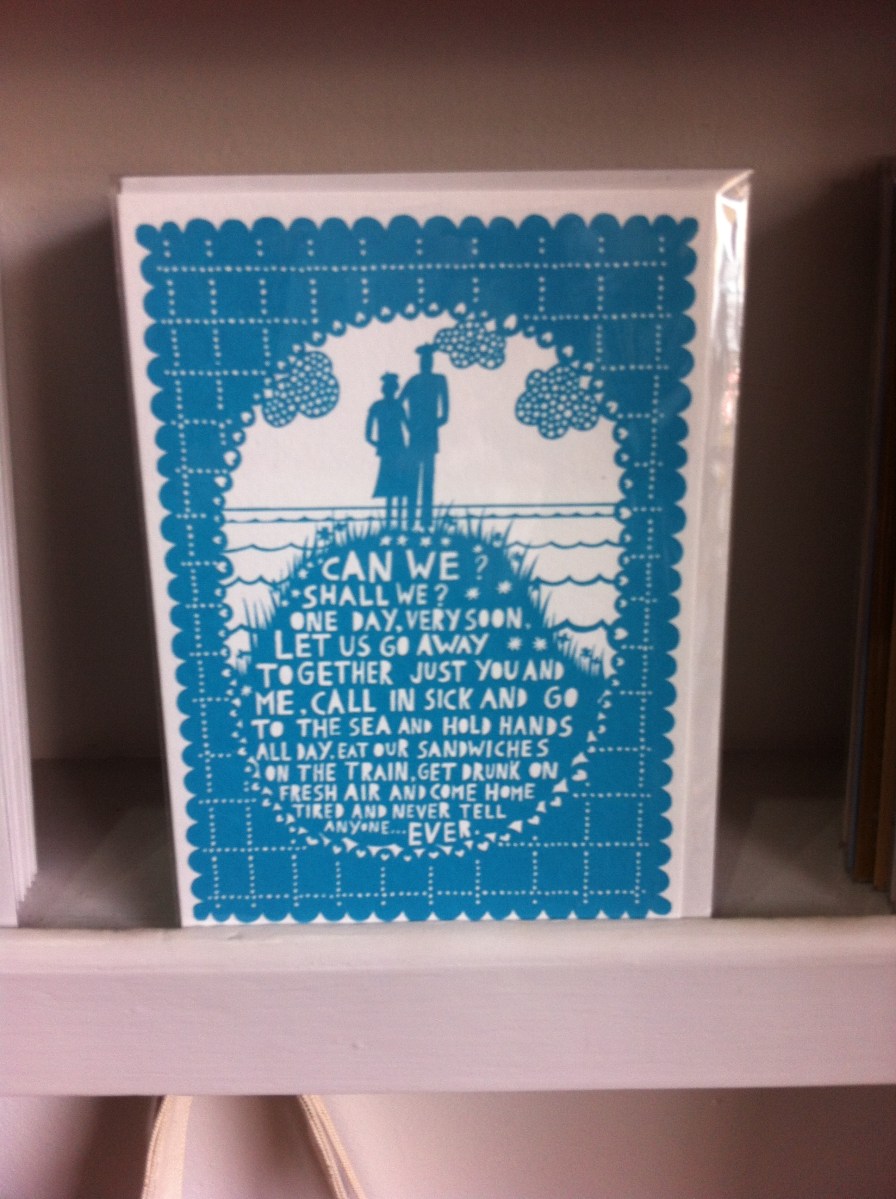 CAN WE?
SHALL WE?
ONE DAY, VERY SOON,
LET US GO AWAY
TOGETHER JUST YOU AND
ME. CALL IN SICK AND GO
TO THE SEA AND HOLD HANDS
ALL DAY. EAT OUR SANDWICHES
ON THE TRAIN. GET DRUNK ON
FRESH AIR AND COME HOME
TIRED AND NEVER TELL
ANYONE... EVER.